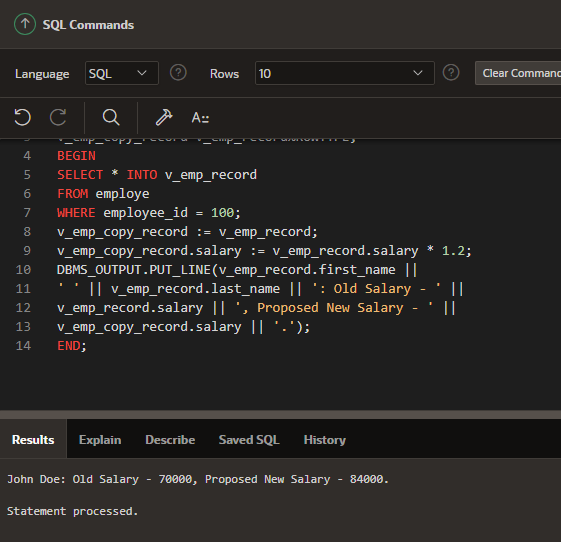 SQL Commands
Language SQL Rows 10 Clear Comman
4 BEGIN
5 SELECT * INTO v_emp_record
6 FROM employe
7 WHERE employee_id = 100;
8 v_emp_copy_record := v_emp_record;
9 v_emp_copy_record.salary := v_emp_record.salary * 1.2;
10 DBMS_OUTPUT.PUT_LINE(v_emp_record.first_name ||
11 ' ' || v_emp_record.last_name || ': Old Salary - ' ||
12 v_emp_record.salary || ', Proposed New Salary - ' ||
13 v_emp_copy_record.salary || '.');
14 END;
Results Explain Describe Saved SQL History
John Doe: Old Salary - 70000, Proposed New Salary - 84000.
Statement processed.